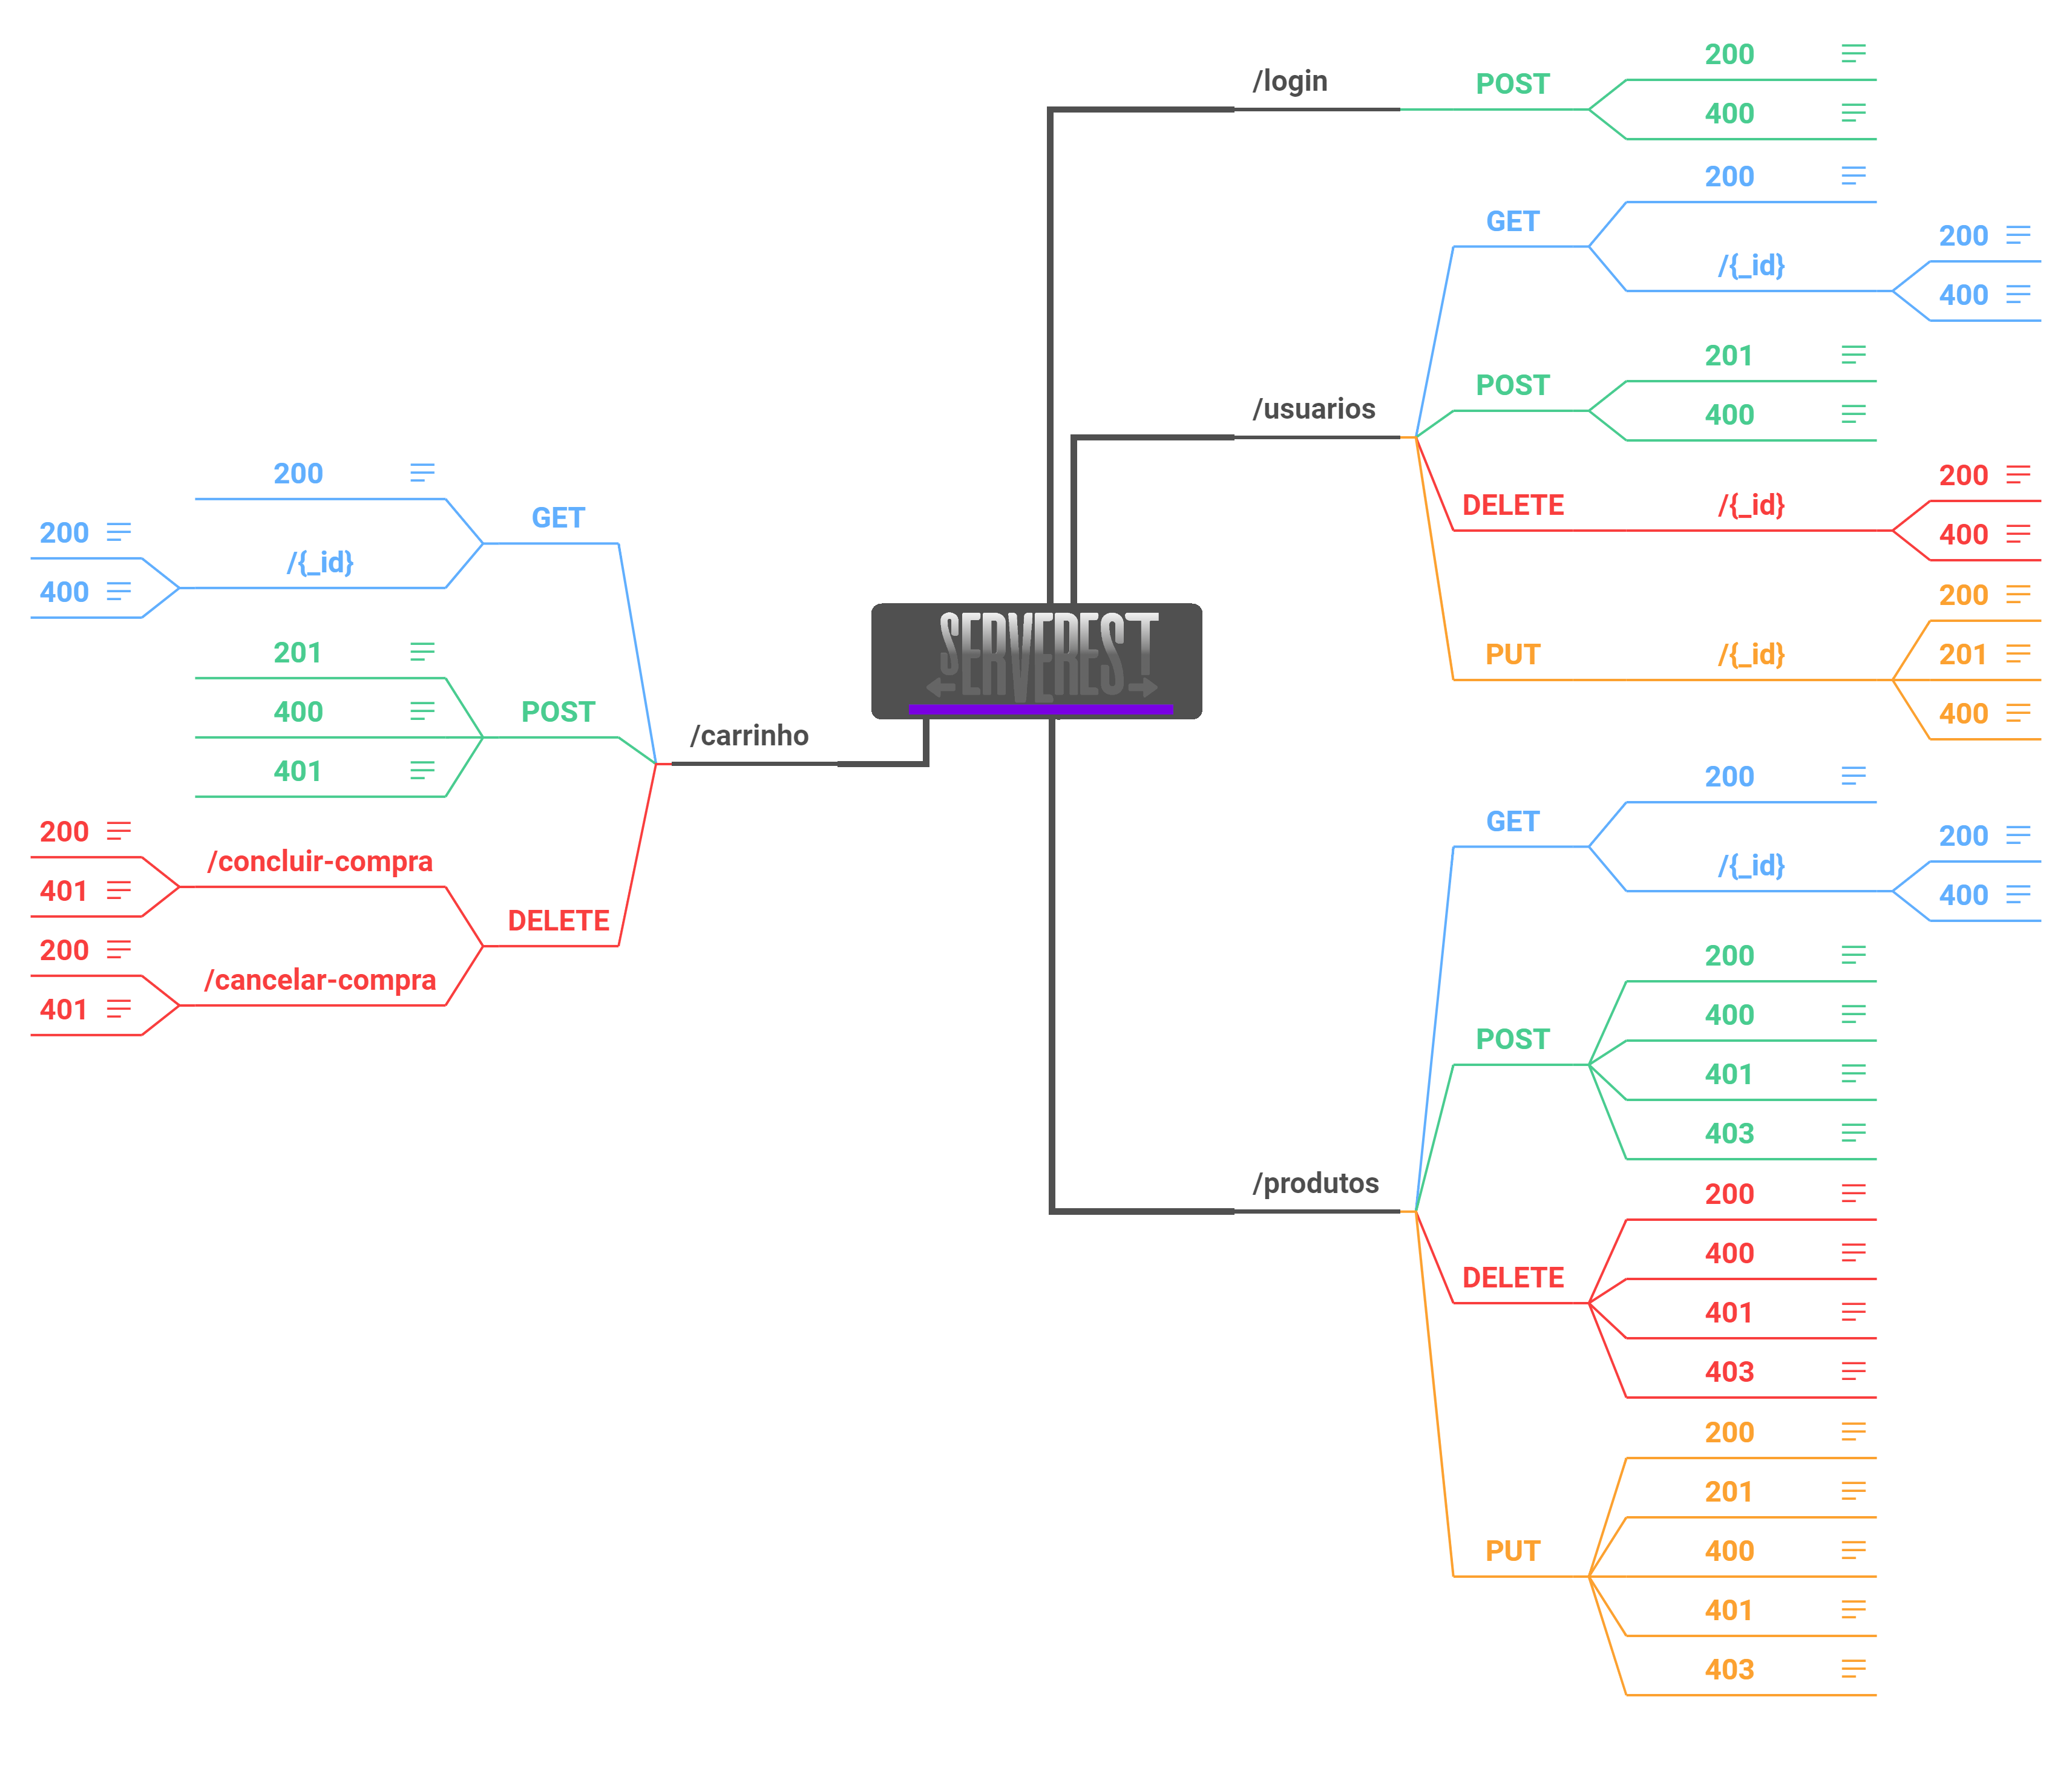 /login
POST
200
400
/usuarios
GET
200
/{_id}
200
400
POST
201
400
DELETE
/{_id}
200
400
PUT
/{_id}
200
201
400
SERVEREST
/carrinho
GET
200
/{_id}
200
400
POST
201
400
401
DELETE
/concluir-compra
200
401
/cancelar-compra
200
401
/produtos
GET
200
/{_id}
200
400
POST
200
400
401
403
DELETE
200
400
401
403
PUT
200
201
400
401
403